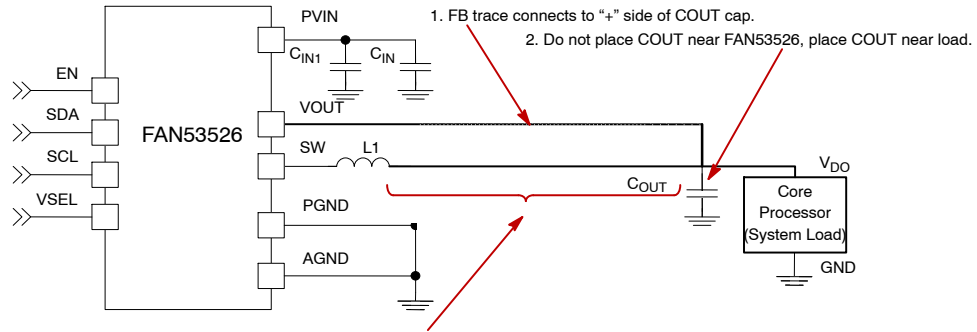 PVIN
1. FB trace connects to “+” side of COUT cap.
2. Do not place COUT near FAN53526, place COUT near load.
CIN1
CIN
EN
VOUT
SDA
FAN53526
SW
L1
SCL
VDO
COUT
VSEL
PGND
Core
Processor
(System Load)
AGND
GND